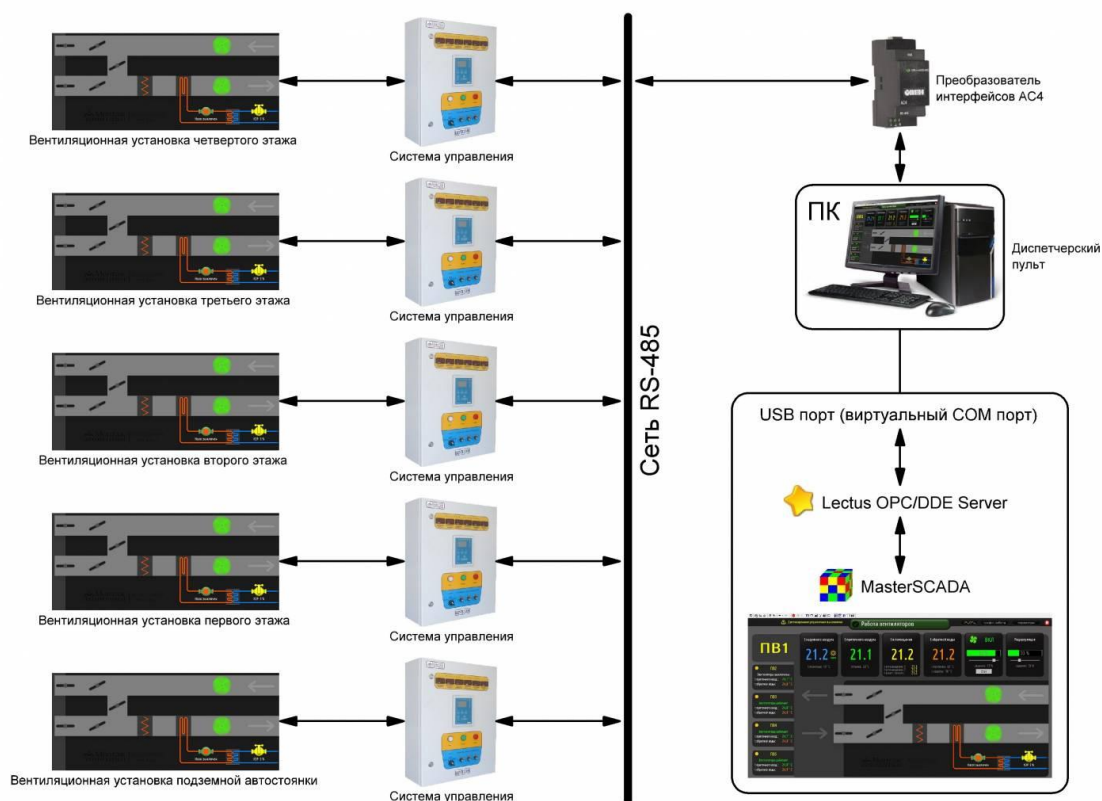 Вентиляционная установка четвертого этажа
Система управления
Вентиляционная установка третьего этажа
Система управления
Вентиляционная установка второго этажа
Система управления
Вентиляционная установка первого этажа
Система управления
Вентиляционная установка подземной автостоянки
Система управления
Сеть RS-485
Преобразователь
интерфейсов АС4
ПК
Диспетчерский
пульт
USB порт (виртуальный COM порт)
Lectus OPC/DDE Server
MasterSCADA
Работа вентиляторов
ПВ1
21.2
21.1
21.2
21.2